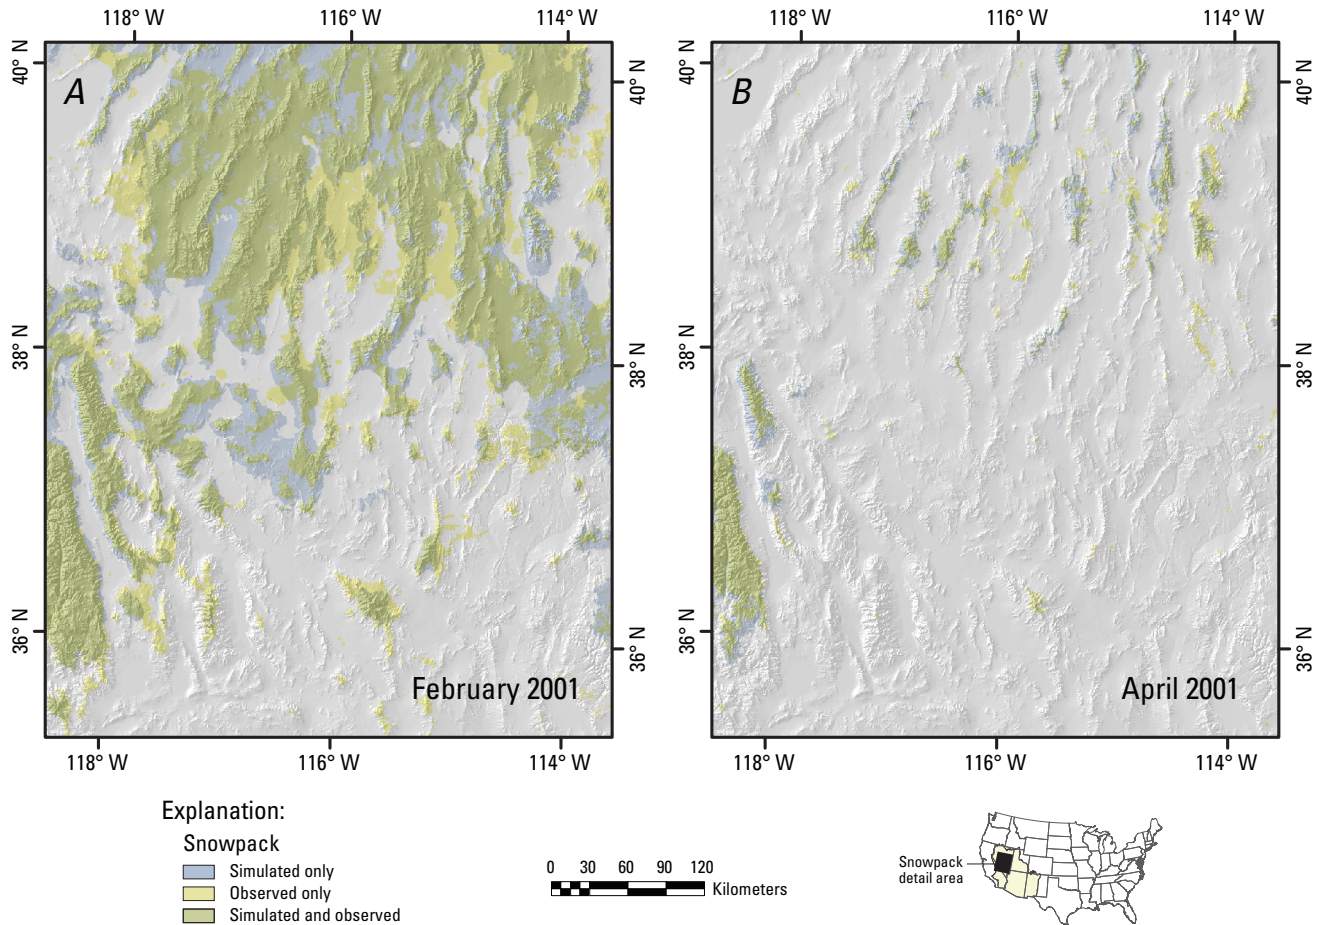 118° W 116° W 114° W 118° W 116° W 114° W
40° N
40° N
40° N
40° N
A
B
38° N
38° N
38° N
38° N
36° N
36° N
36° N
36° N
February 2001
April 2001
118° W 116° W 114° W 118° W 116° W 114° W
Explanation:
Snowpack
Simulated only
Observed only
Simulated and observed
0 30 60 90 120
Kilometers
Snowpack
detail area